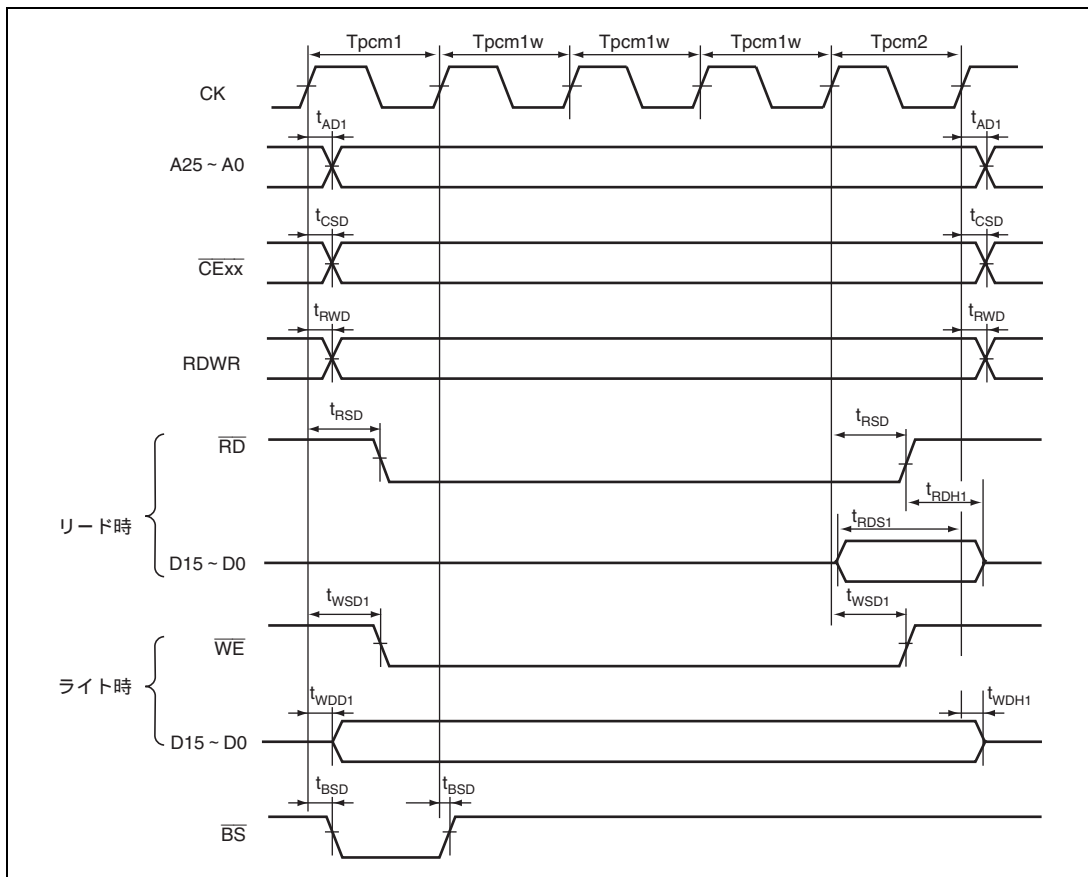 Tpcm1 Tpcm1w Tpcm1w Tpcm1w Tpcm2
CK
tAD1 tAD1
A25 ~ A0
tCSD tCSD
CExx
tRWD tRWD
RDWR
tRSD tRSD
RD
tRDH1
リード時
tRDS1
D15 ~ D0
tWSD1 tWSD1
WE
ライト時
tWDD1 tWDH1
D15 ~ D0
tBSD tBSD
BS